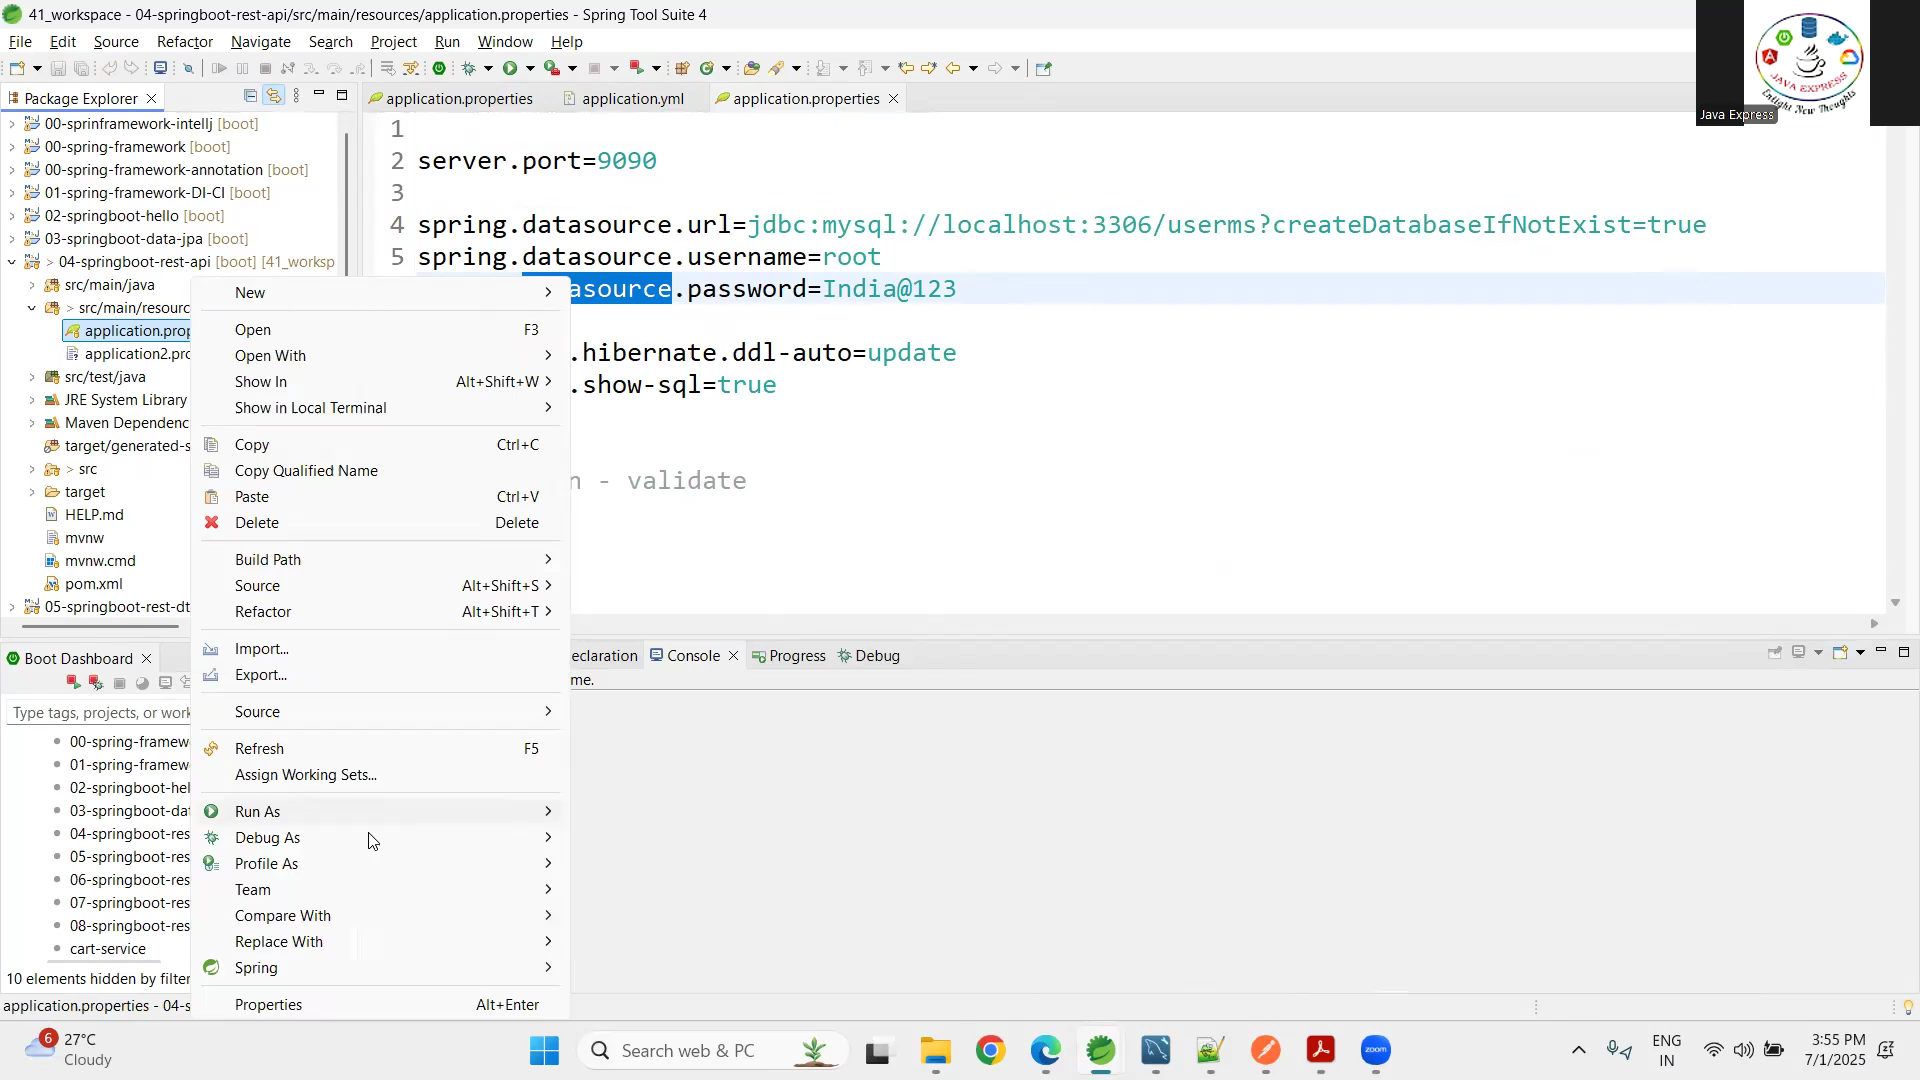 41_workspace - 04-springboot-rest-api/src/main/resources/application.properties - Spring Tool Suite 4
File Edit Source Refactor Navigate Search Project Run Window Help
Package Explorer
application.properties application.yml application.properties
00-sprinframework-intellj [boot]
00-spring-framework [boot]
00-spring-framework-annotation [boot]
01-spring-framework-DI-CI [boot]
02-springboot-hello [boot]
03-springboot-data-jpa [boot]
> 04-springboot-rest-api [boot] [41_worksp
src/main/java
> src/main/resourc
application.prop
application2.pro
src/test/java
JRE System Library
Maven Dependenc
target/generated-s
> src
target
HELP.md
mvnw
mvnw.cmd
pom.xml
05-springboot-rest-dt
1
2 server.port=9090
3
4 spring.datasource.url=jdbc:mysql://localhost:3306/userms?createDatabaseIfNotExist=true
5 spring.datasource.username=root
asource.password=India@123
.hibernate.ddl-auto=update
.show-sql=true
n - validate
New
Open F3
Open With
Show In Alt+Shift+W
Show in Local Terminal
Copy Ctrl+C
Copy Qualified Name
Paste Ctrl+V
Delete Delete
Build Path
Source Alt+Shift+S
Refactor Alt+Shift+T
Import...
Export...
Source
Refresh F5
Assign Working Sets...
Run As
Debug As
Profile As
Team
Compare With
Replace With
Spring
Properties Alt+Enter
eclaration Console Progress Debug
me.
Boot Dashboard
Type tags, projects, or work
00-spring-framew
01-spring-framew
02-springboot-hel
03-springboot-dat
04-springboot-res
05-springboot-res
06-springboot-res
07-springboot-res
08-springboot-res
cart-service
10 elements hidden by filter
application.properties - 04-s
JAVA EXPRESS
Enlight New Thoughts
Java Express
6
27°C
Cloudy
Search web & PC
zoom
ENG
IN
3:55 PM
7/1/2025